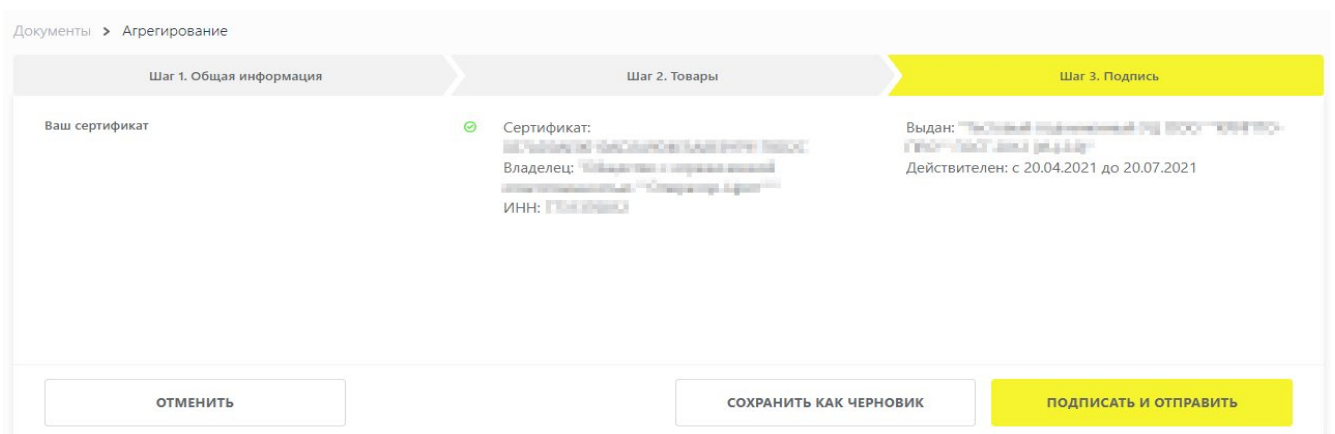 Документы > Агрегирование
Шаг 1. Общая информация
Шаг 2. Товары
Шаг 3. Подпись
Ваш сертификат
Сертификат:
Владелец:
ИНН:
Выдан:
Действителен: с 20.04.2021 до 20.07.2021
ОТМЕНИТЬ
СОХРАНИТЬ КАК ЧЕРНОВИК
ПОДПИСАТЬ И ОТПРАВИТЬ